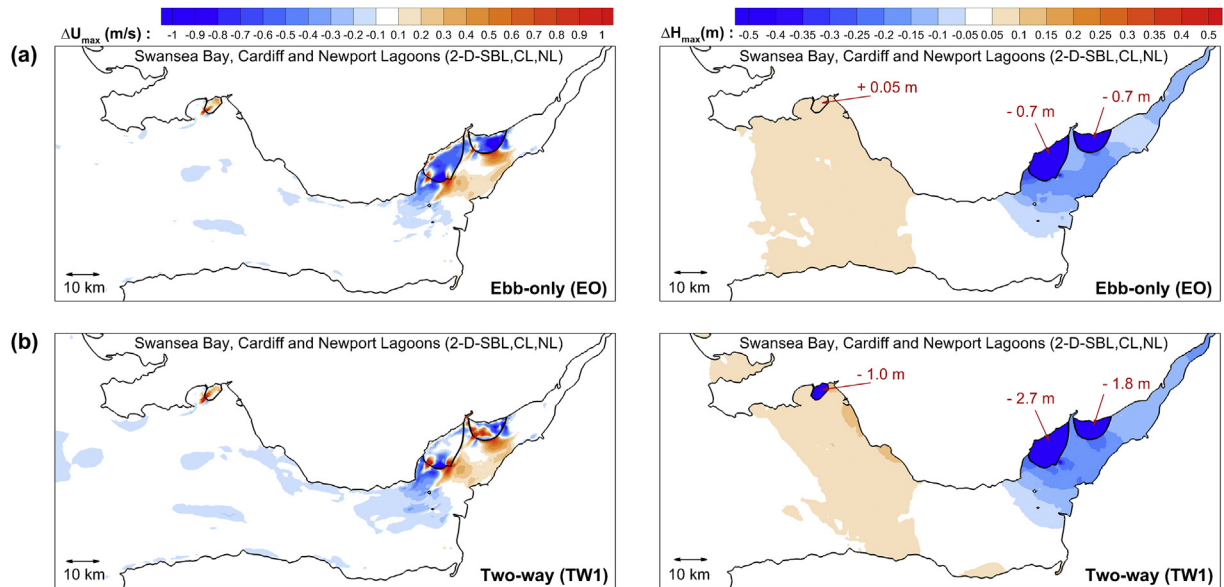 ΔUmax (m/s) : -1 -0.9 -0.8 -0.7 -0.6 -0.5 -0.4 -0.3 -0.2 -0.1 0.1 0.2 0.3 0.4 0.5 0.6 0.7 0.8 0.9 1
ΔHmax(m) : -0.5 -0.4 -0.35 -0.3 -0.25 -0.2 -0.15 -0.1 -0.05 0.05 0.1 0.15 0.2 0.25 0.3 0.35 0.4 0.5
(a)
Swansea Bay, Cardiff and Newport Lagoons (2-D-SBL,CL,NL)
10 km
Ebb-only (EO)
Swansea Bay, Cardiff and Newport Lagoons (2-D-SBL,CL,NL)
+ 0.05 m
- 0.7 m
- 0.7 m
10 km
Ebb-only (EO)
(b)
Swansea Bay, Cardiff and Newport Lagoons (2-D-SBL,CL,NL)
10 km
Two-way (TW1)
Swansea Bay, Cardiff and Newport Lagoons (2-D-SBL,CL,NL)
- 1.0 m
- 1.8 m
- 2.7 m
10 km
Two-way (TW1)